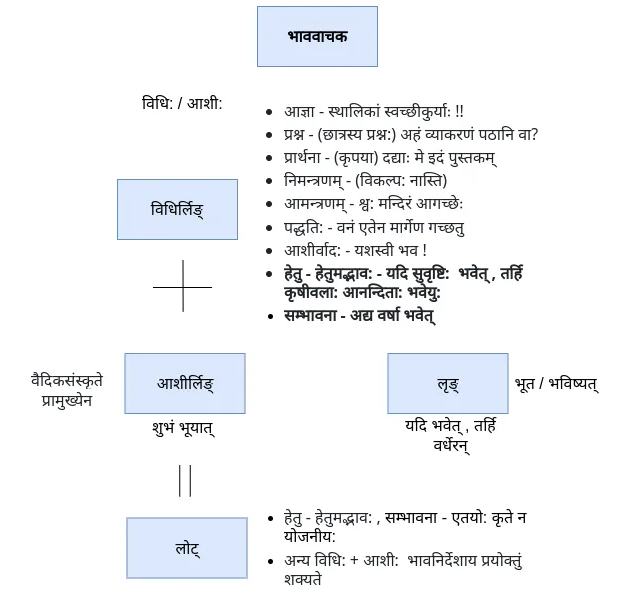 भाववाचक
विधि: / आशी:
आज्ञा - स्थालिकां स्वच्छीकुर्याः !!
प्रश्न - (छात्रस्य प्रश्न:) अहं व्याकरणं पठानि वा?
प्रार्थना - (कृपया) दद्याः मे इदं पुस्तकम्
निमन्त्रणम् - (विकल्प: नास्ति)
आमन्त्रणम् - श्व: मन्दिरं आगच्छेः
पद्धति: - वनं एतेन मार्गेण गच्छतु
आशीर्वाद: - यशस्वी भव !
हेतु - हेतुमद्भाव: - यदि सुवृष्टि: भवेत् , तर्हि
कृषीवला: आनन्दिता: भवेयु:
सम्भावना - अद्य वर्षा भवेत्
विधिर्लिङ्
वैदिकसंस्कृते
प्रामुख्येन
आशीर्लिङ्
शुभं भूयात्
लृङ्
भूत / भविष्यत्
यदि भवेत् , तर्हि
वर्धेरन्
लोट्
हेतु - हेतुमद्भाव: , सम्भावना - एतयो: कृते न
योजनीय:
अन्य विधि: + आशी: भावनिर्देशाय प्रयोक्तुं
शक्यते